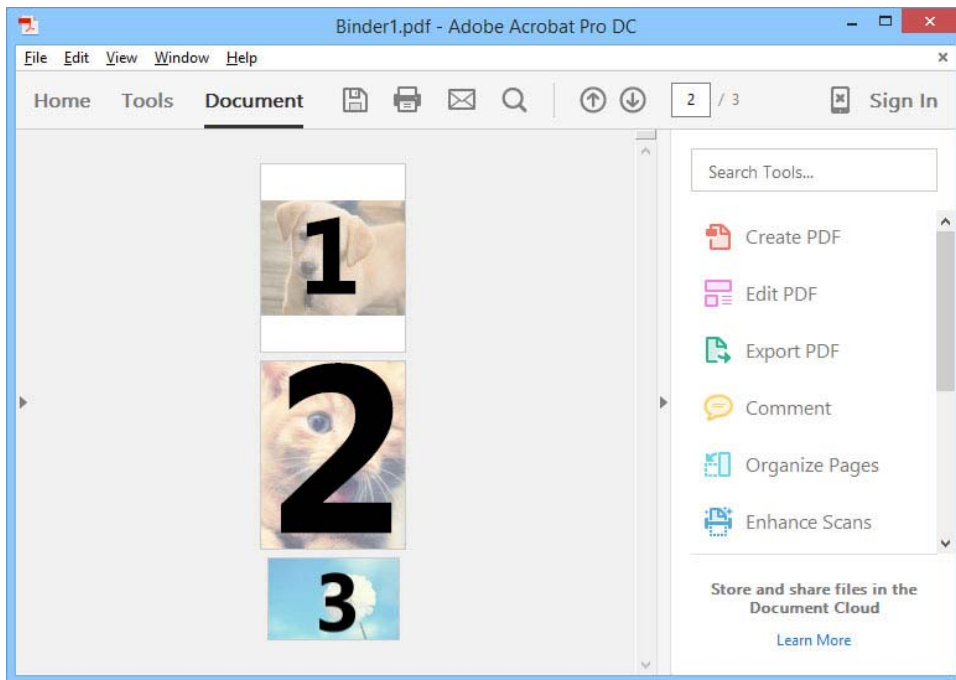 Binder1.pdf - Adobe Acrobat Pro DC
File Edit View Window Help
Home Tools Document 2 / 3 Sign In
1
2
3
Search Tools...
Create PDF
Edit PDF
Export PDF
Comment
Organize Pages
Enhance Scans
Store and share files in the
Document Cloud
Learn More